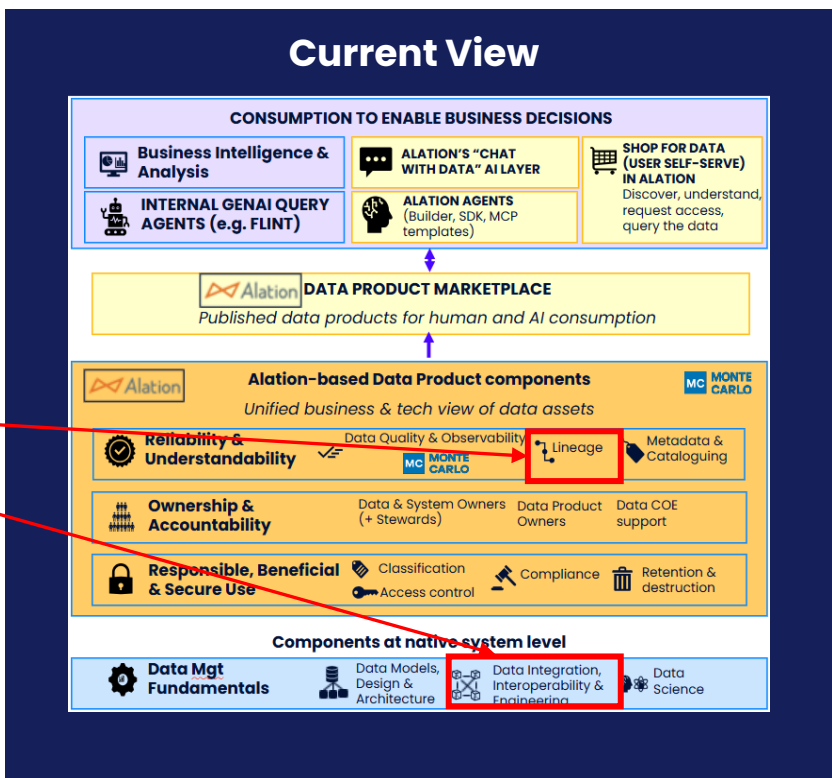 Current View
CONSUMPTION TO ENABLE BUSINESS DECISIONS
Business Intelligence &
Analysis
ALATION'S “CHAT
WITH DATA” AI LAYER
SHOP FOR DATA
(USER SELF-SERVE)
IN ALATION
Discover, understand,
request access,
query the data
INTERNAL GENAI QUERY
AGENTS (e.g. FLINT)
ALATION AGENTS
(Builder, SDK, MCP
templates)
Alation DATA PRODUCT MARKETPLACE
Published data products for human and AI consumption
Alation
Alation-based Data Product components
MC MONTE
CARLO
Unified business & tech view of data assets
Reliability &
Understandability
Data Quality & Observability
MC MONTE
CARLO
Lineage
Metadata &
Cataloguing
Ownership &
Accountability
Data & System Owners
(+ Stewards)
Data Product
Owners
Data COE
support
Responsible, Beneficial
& Secure Use
Classification
Access control
Compliance
Retention &
destruction
Components at native system level
Data Mgt
Fundamentals
Data Models,
Design &
Architecture
Data Integration,
Interoperability &
Engineering
Data
Science